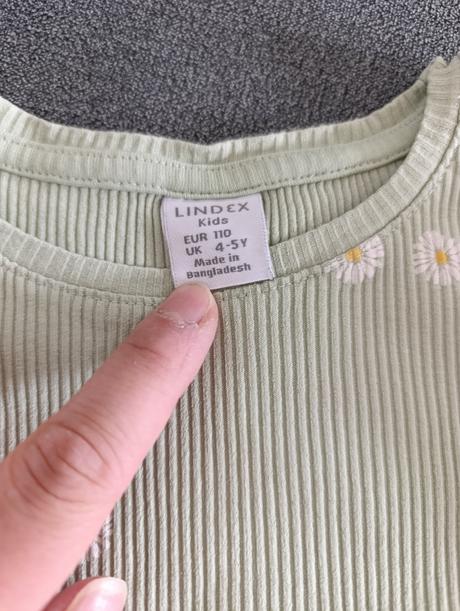 LINDEX
Kids
EUR 110
UK 4-5Y
Made in
Bangladesh